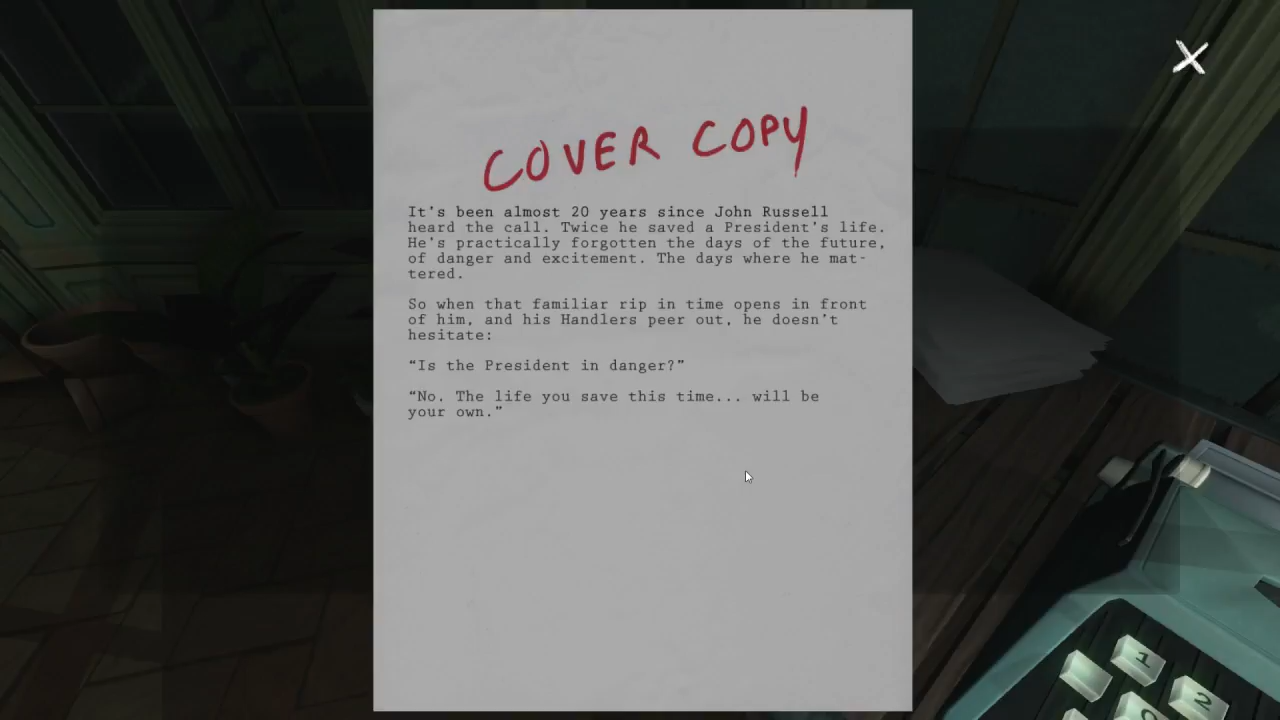 COVER COPY
It's been almost 20 years since John Russell
heard the call. Twice he saved a President's life.
He's practically forgotten the days of the future,
of danger and excitement. The days where he mat-
tered.
So when that familiar rip in time opens in front
of him, and his Handlers peer out, he doesn't
hesitate:
“Is the President in danger?”
“No. The life you save this time... will be
your own.”
1
2